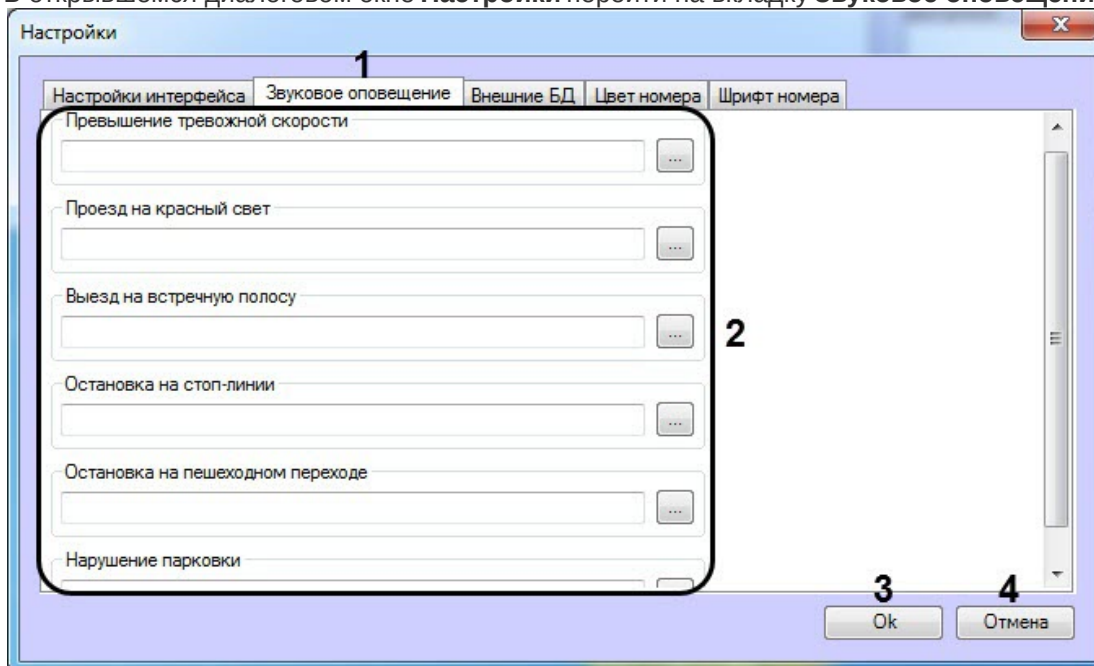 В открывшемся диалоговом окне Настройки перейти на вкладку Звуковое
Настройки
1
Настройки интерфейса Звуковое оповещение Внешние БД Цвет номера Шрифт номера
Превышение тревожной скорости
...
Проезд на красный свет
...
Выезд на встречную полосу
...
2
Остановка на стоп-линии
...
Остановка на пешеходном переходе
...
Нарушение парковки
3 4
Ok Отмена